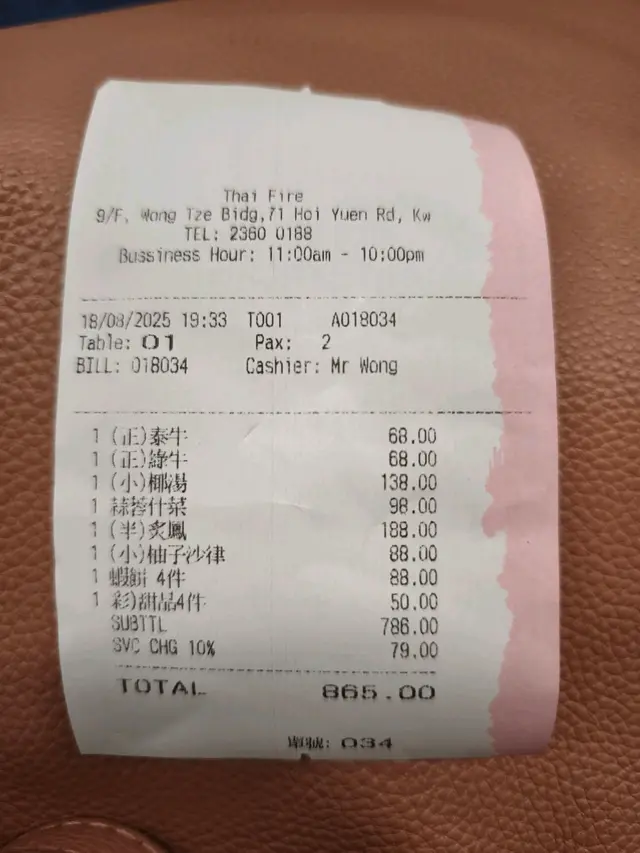 Thai Fire
9/F, Wong Tze Bidg,71 Hoi Yuen Rd, Kw
TEL: 2360 0188
Bussiness Hour: 11:00am - 10:00pm
18/08/2025 19:33 T001 A018034
Table: 01 Pax: 2
BILL: 018034 Cashier: Mr Wong
1 (正)泰牛 68.00
1 (正)綠牛 68.00
1 (小)椰湯 138.00
1 蒜蓉什菜 98.00
1 (半)炙鳳 188.00
1 (小)柚子沙律 88.00
1 蝦餅 4件 88.00
1 彩)甜品4件 50.00
SUBTTL 786.00
SVC CHG 10% 79.00
TOTAL 865.00
單號: 034